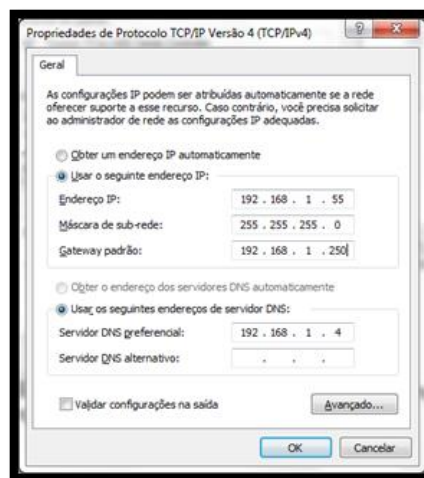 Propriedades de Protocolo TCP/IP Versão 4 (TCP/IPv4)
Geral
As configurações IP podem ser atribuídas automaticamente se a rede
oferecer suporte a esse recurso. Caso contrário, você precisa solicitar
ao administrador de rede as configurações IP adequadas.
Obter um endereço IP automaticamente
Usar o seguinte endereço IP:
Endereço IP: 192 . 168 . 1 . 55
Máscara de sub-rede: 255 . 255 . 255 . 0
Gateway padrão: 192 . 168 . 1 . 250
Obter o endereço dos servidores DNS automaticamente
Usar os seguintes endereços de servidor DNS:
Servidor DNS preferencial: 192 . 168 . 1 . 4
Servidor DNS alternativo: . . .
Validar configurações na saída
Avançado...
OK Cancelar